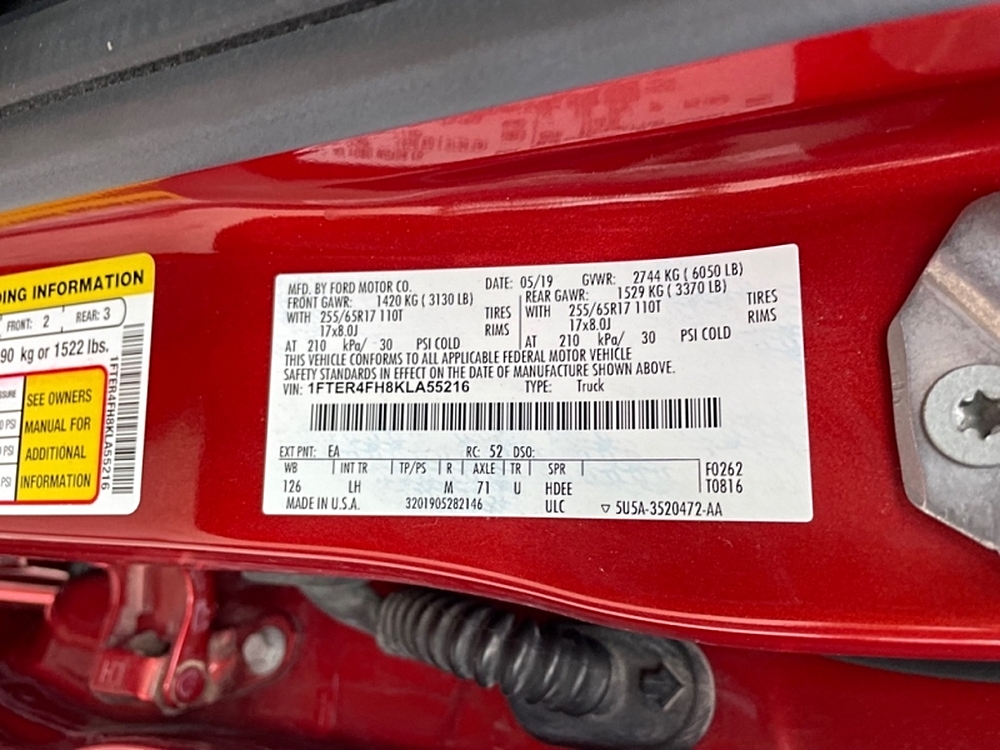 DING INFORMATION
FRONT: 2 REAR: 3
90 kg or 1522 lbs.
SEE OWNERS
MANUAL FOR
ADDITIONAL
INFORMATION
PSI
PSI
PSI
1FTER4FH8KLA55216
MFD. BY FORD MOTOR CO. DATE: 05/19 GVWR: 2744 KG ( 6050 LB)
FRONT GAWR: 1420 KG ( 3130 LB) REAR GAWR: 1529 KG ( 3370 LB)
WITH 255/65R17 110T TIRES WITH 255/65R17 110T TIRES
17x8.0J RIMS 17x8.0J RIMS
AT 210 kPa/ 30 PSI COLD AT 210 kPa/ 30 PSI COLD
THIS VEHICLE CONFORMS TO ALL APPLICABLE FEDERAL MOTOR VEHICLE
SAFETY STANDARDS IN EFFECT ON THE DATE OF MANUFACTURE SHOWN ABOVE.
VIN: 1FTER4FH8KLA55216 TYPE: Truck
EXT PNT: EA RC: 52 DSO:
WB INT TR TP/PS R AXLE TR SPR F0262
126 LH M 71 U HDEE T0816
MADE IN U.S.A. 3201905282146 ULC ▽ 5U5A-3520472-AA